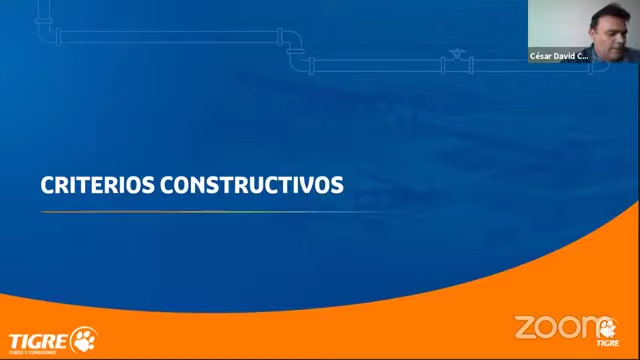 César David C...
CRITERIOS CONSTRUCTIVOS
TIGRE
TUBOS Y CONEXIONES
zoom
TIGRE